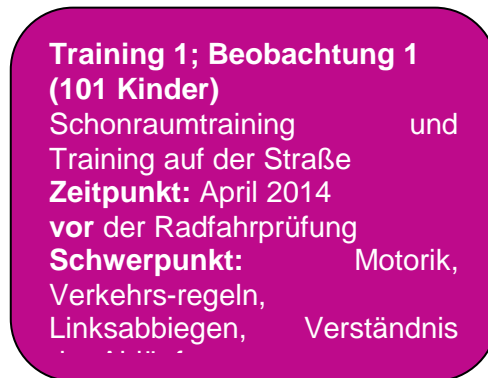 Training 1; Beobachtung 1
(101 Kinder)
Schonraumtraining und
Training auf der Straße
Zeitpunkt: April 2014
vor der Radfahrprüfung
Schwerpunkt: Motorik,
Verkehrs-regeln,
Linksabbiegen, Verständnis